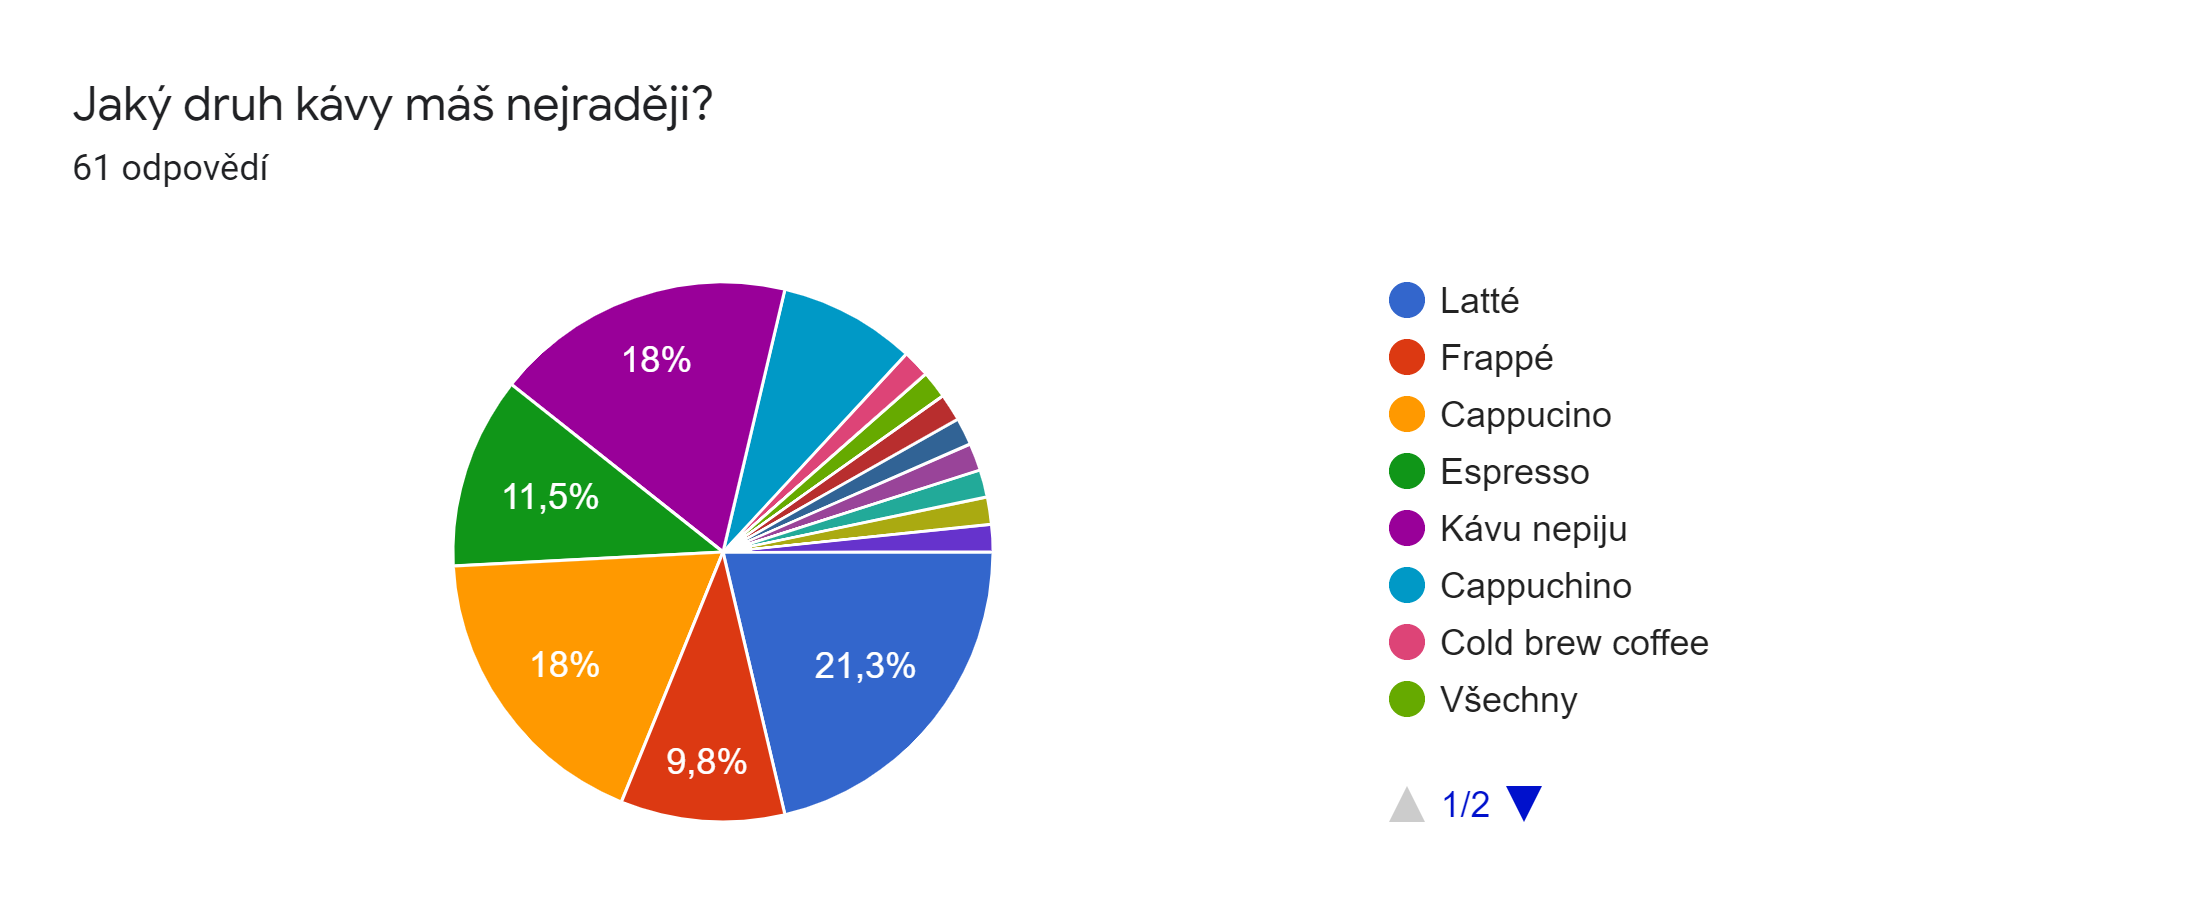 Jaký druh kávy máš nejraději?
61 odpovědí
18%
11,5%
18%
21,3%
9,8%
Latté
Frappé
Cappucino
Espresso
Kávu nepiju
Cappuchino
Cold brew coffee
Všechny
1/2